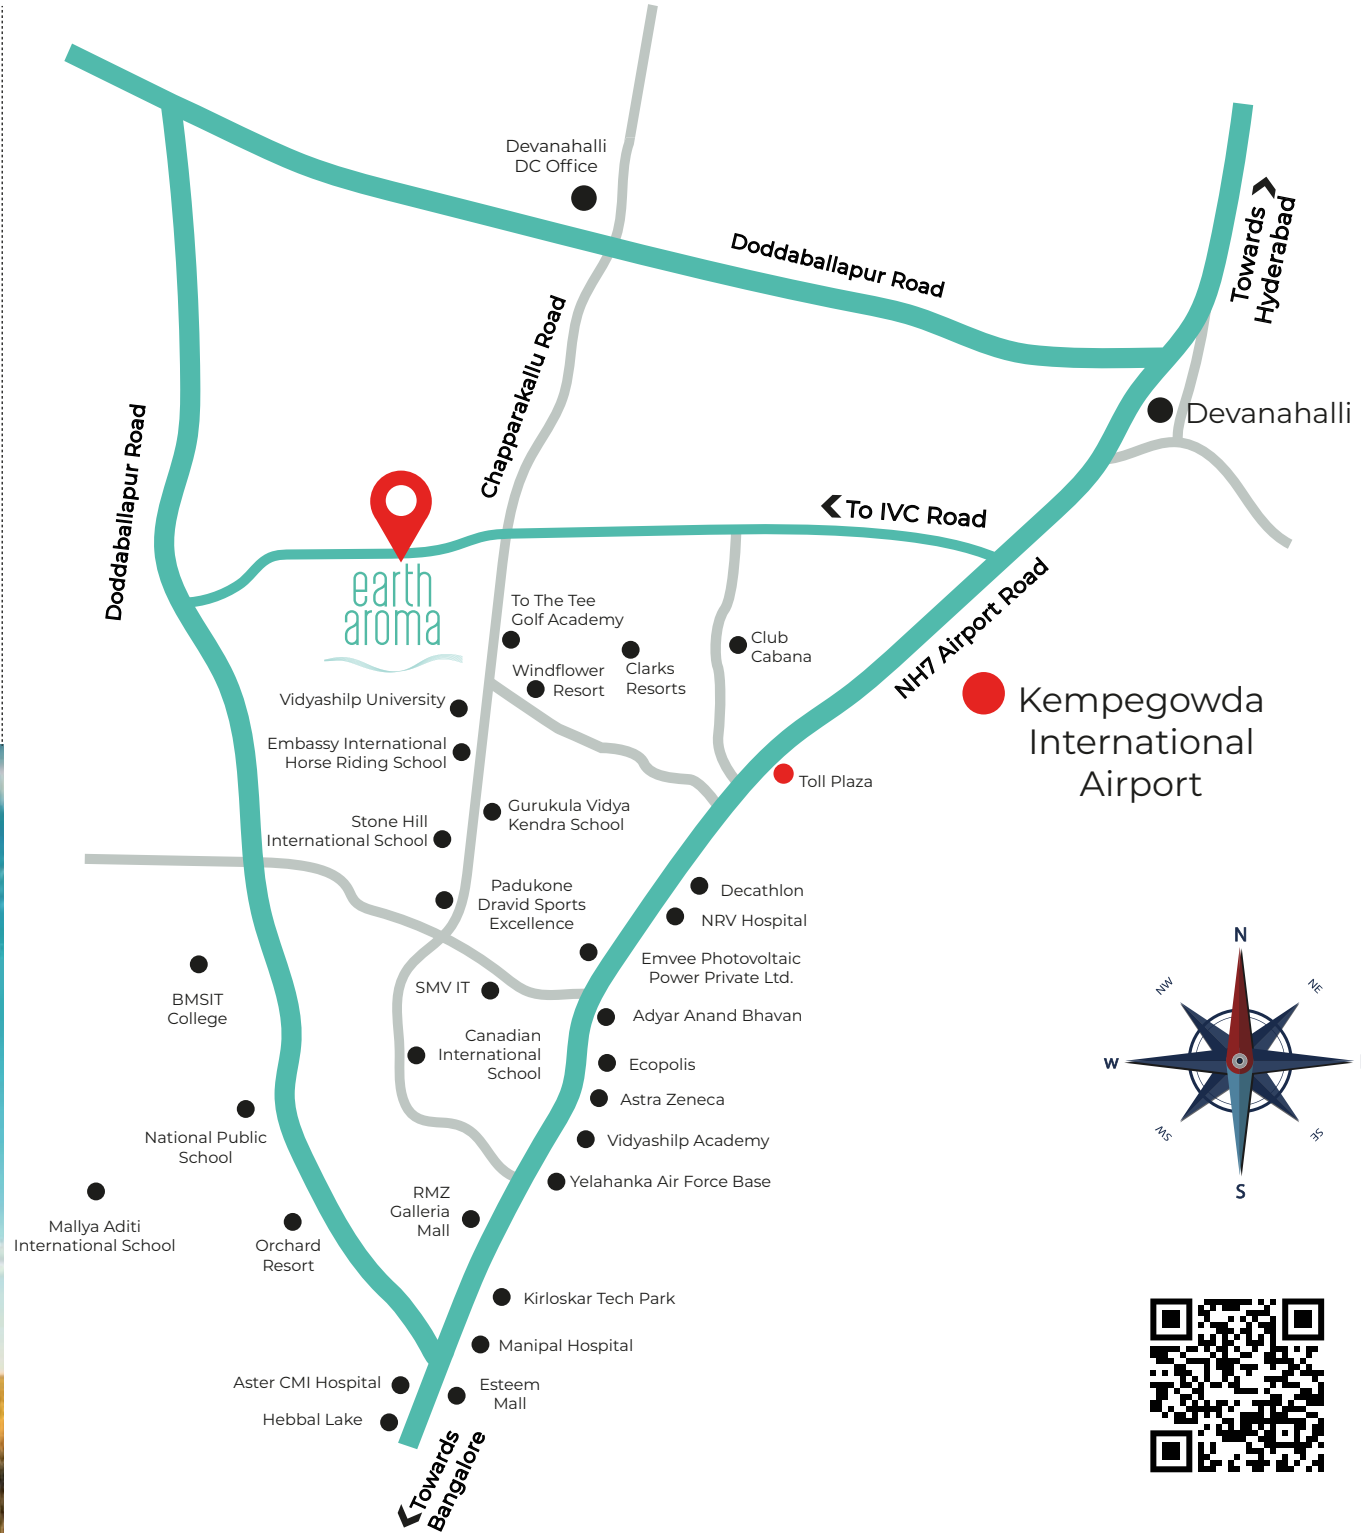 Devanahalli
DC Office
Doddaballapur Road
Towards
Hyderabad
Chapparakallu Road
Devanahalli
Doddaballapur Road
To IVC Road
earth
aroma
NH7 Airport Road
To The Tee
Golf Academy
Club
Cabana
Windflower
Resort
Clarks
Resorts
Vidyashilp University
Kempegowda
International
Airport
Embassy International
Horse Riding School
Toll Plaza
Gurukula Vidya
Kendra School
Stone Hill
International School
Padukone
Dravid Sports
Excellence
Decathlon
NRV Hospital
Emvee Photovoltaic
Power Private Ltd.
BMSIT
College
SMV IT
Adyar Anand Bhavan
Canadian
International
School
Ecopolis
Astra Zeneca
National Public
School
Vidyashilp Academy
Yelahanka Air Force Base
RMZ
Galleria
Mall
Mallya Aditi
International School
Orchard
Resort
Kirloskar Tech Park
Manipal Hospital
Aster CMI Hospital
Esteem
Mall
Hebbal Lake
Towards
Bangalore
N
NW
NE
W
SW
SE
S